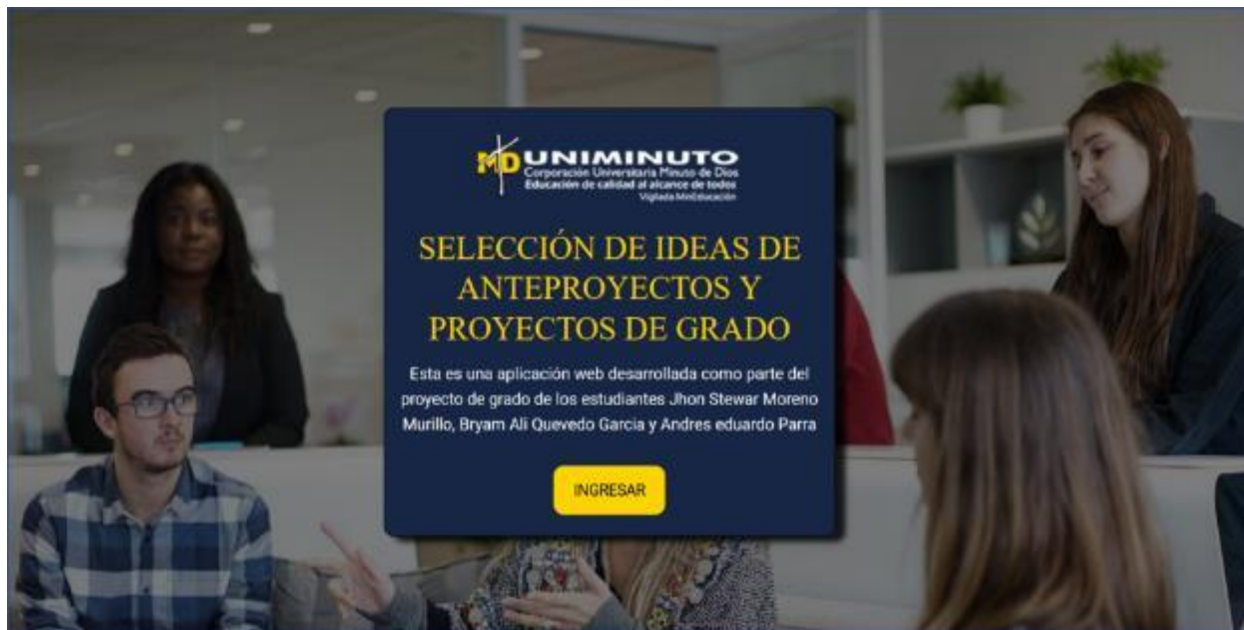 MD UNIMINUTO
Corporación Universitaria Minuto de Dios
Educación de calidad al alcance de todos
Vigilada MinEducación
SELECCIÓN DE IDEAS DE
ANTEPROYECTOS Y
PROYECTOS DE GRADO
Esta es una aplicación web desarrollada como parte del
proyecto de grado de los estudiantes Jhon Stewar Moreno
Murillo, Bryam Ali Quevedo Garcia y Andres eduardo Parra
INGRESAR